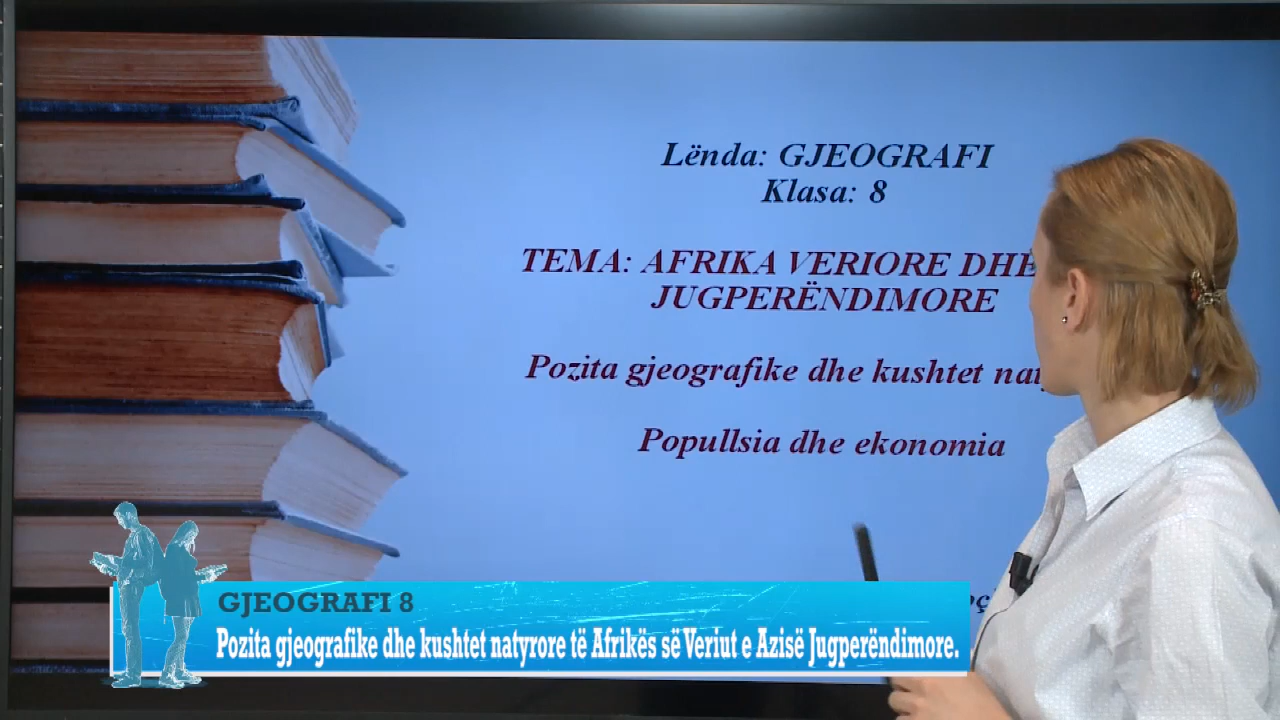 Lënda: GJEOGRAFI
Klasa: 8
TEMA: AFRIKA VERIORE DHE
JUGPERËNDIMORE
Pozita gjeografike dhe kushtet
Popullsia dhe ekonomia
GJEOGRAFI 8
Pozita gjeografike dhe kushtet natyrore të Afrikës së Veriut e Azisë Jugperëndimore.